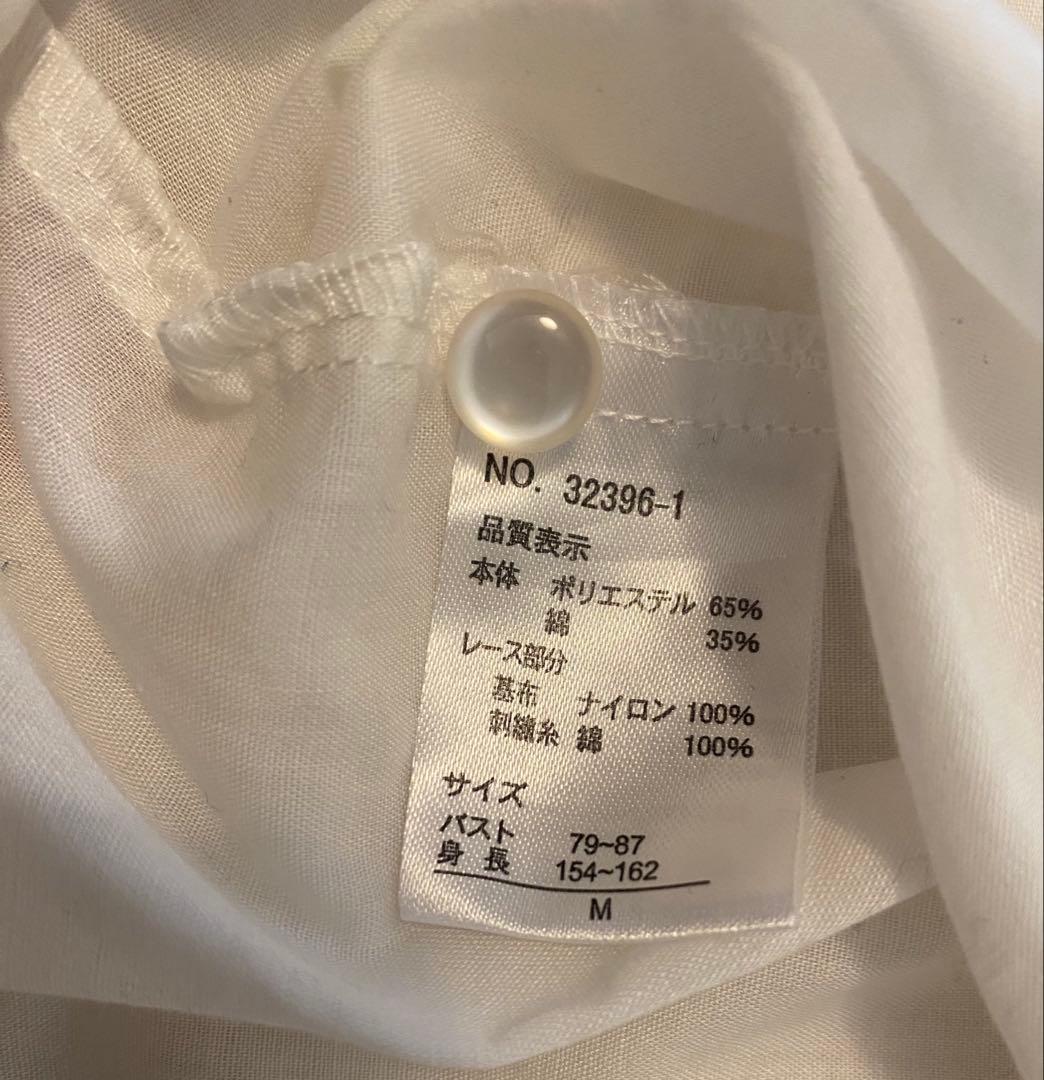 NO. 32396-1
品質表示
本体 ポリエステル 65%
綿 35%
レース部分
基布 ナイロン 100%
刺繍糸 綿 100%
サイズ
バスト 79~87
身長 154~162
M